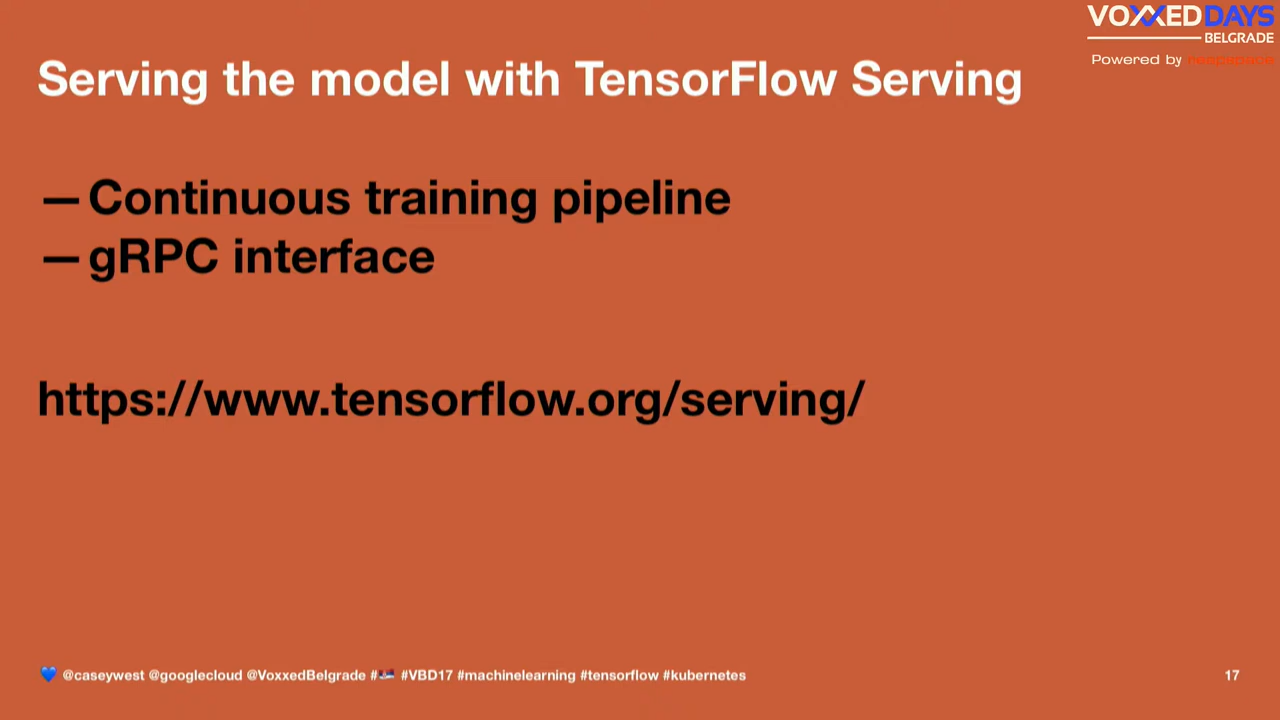 VOXXED DAYS
BELGRADE
Powered by
Serving the model with TensorFlow Serving
—Continuous training pipeline
—gRPC interface
https://www.tensorflow.org/serving/
💙 @caseywest @googlecloud @VoxxedBelgrade #🇷🇸 #VBD17 #machinelearning #tensorflow #kubernetes
17